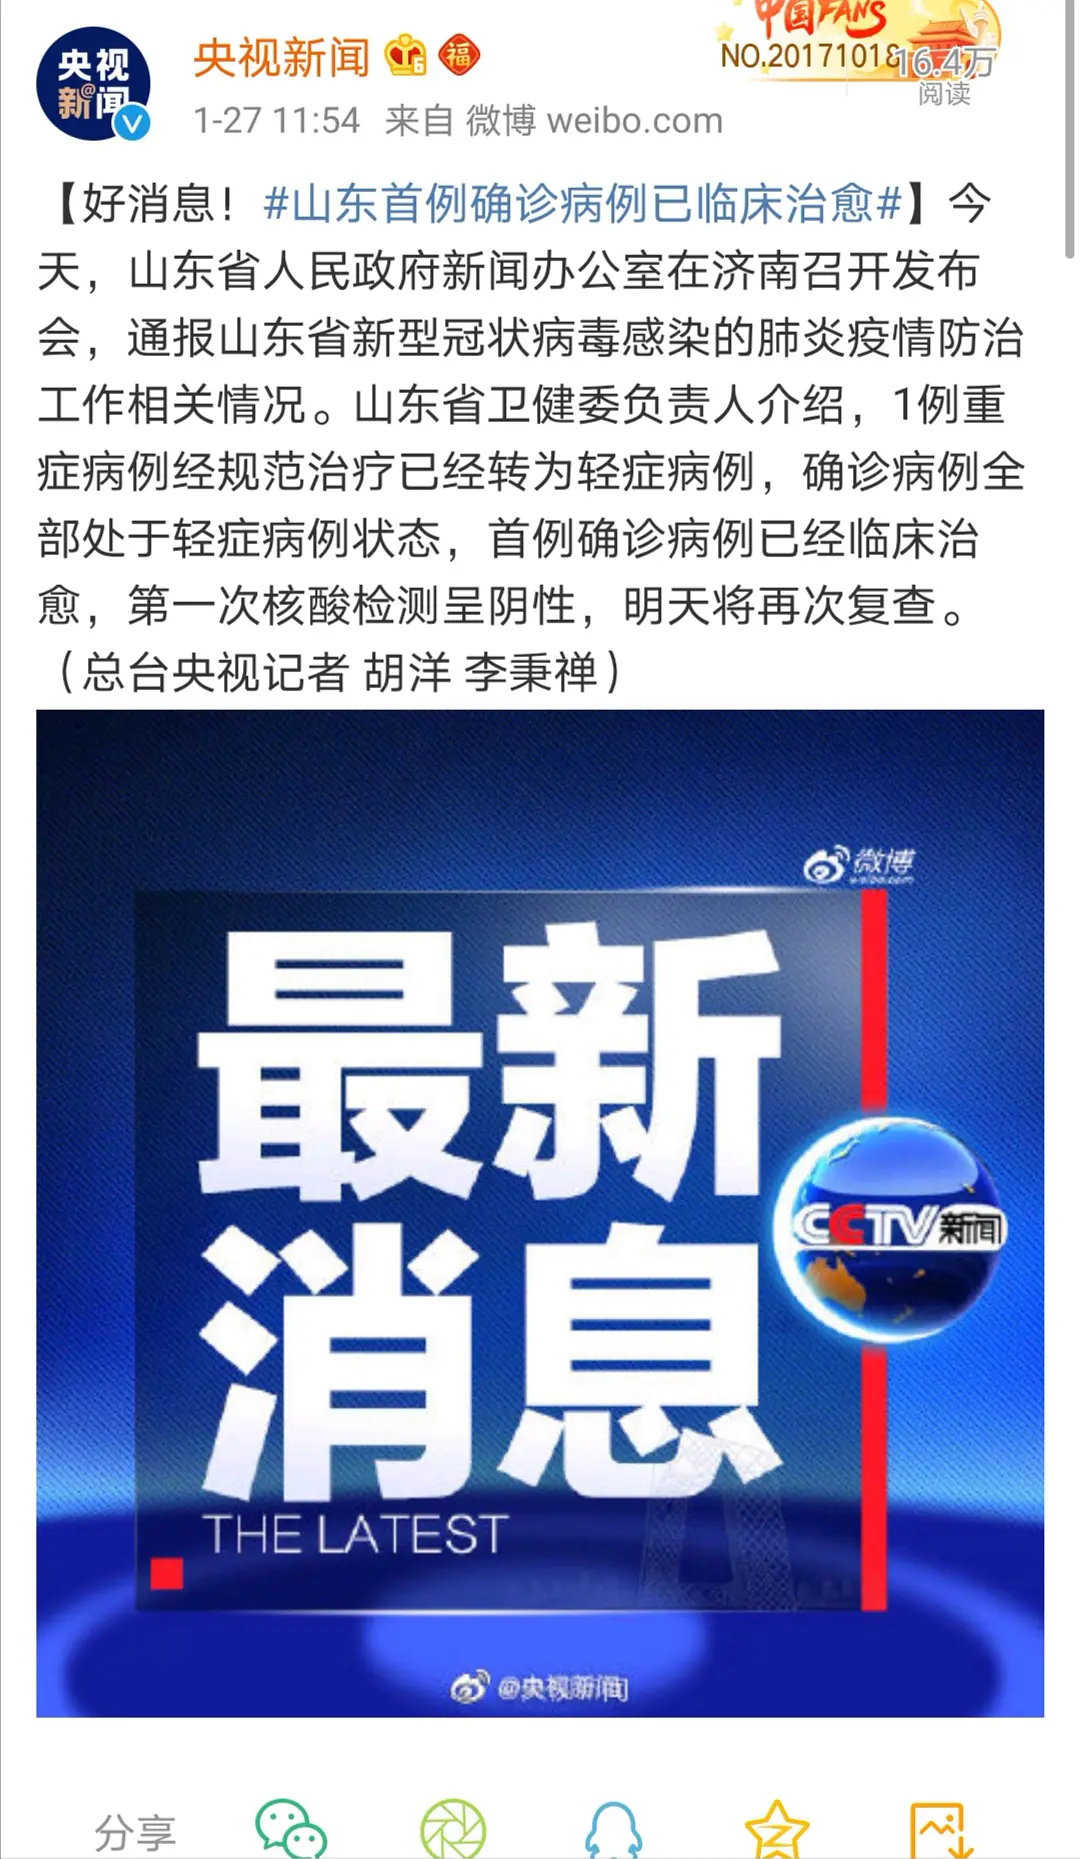 央视
新@闻
央视新闻 福
中国FANS
NO.20171018
16.4万
阅读
1-27 11:54 来自 微博 weibo.com
【好消息！#山东首例确诊病例已临床治愈#】今
天，山东省人民政府新闻办公室在济南召开发布
会，通报山东省新型冠状病毒感染的肺炎疫情防治
工作相关情况。山东省卫健委负责人介绍，1例重
症病例经规范治疗已经转为轻症病例，确诊病例全
部处于轻症病例状态，首例确诊病例已经临床治
愈，第一次核酸检测呈阴性，明天将再次复查。
（总台央视记者 胡洋 李秉禅）
微博
weibo.com
最新
消息
CCTV新闻
THE LATEST
@央视新闻
分享